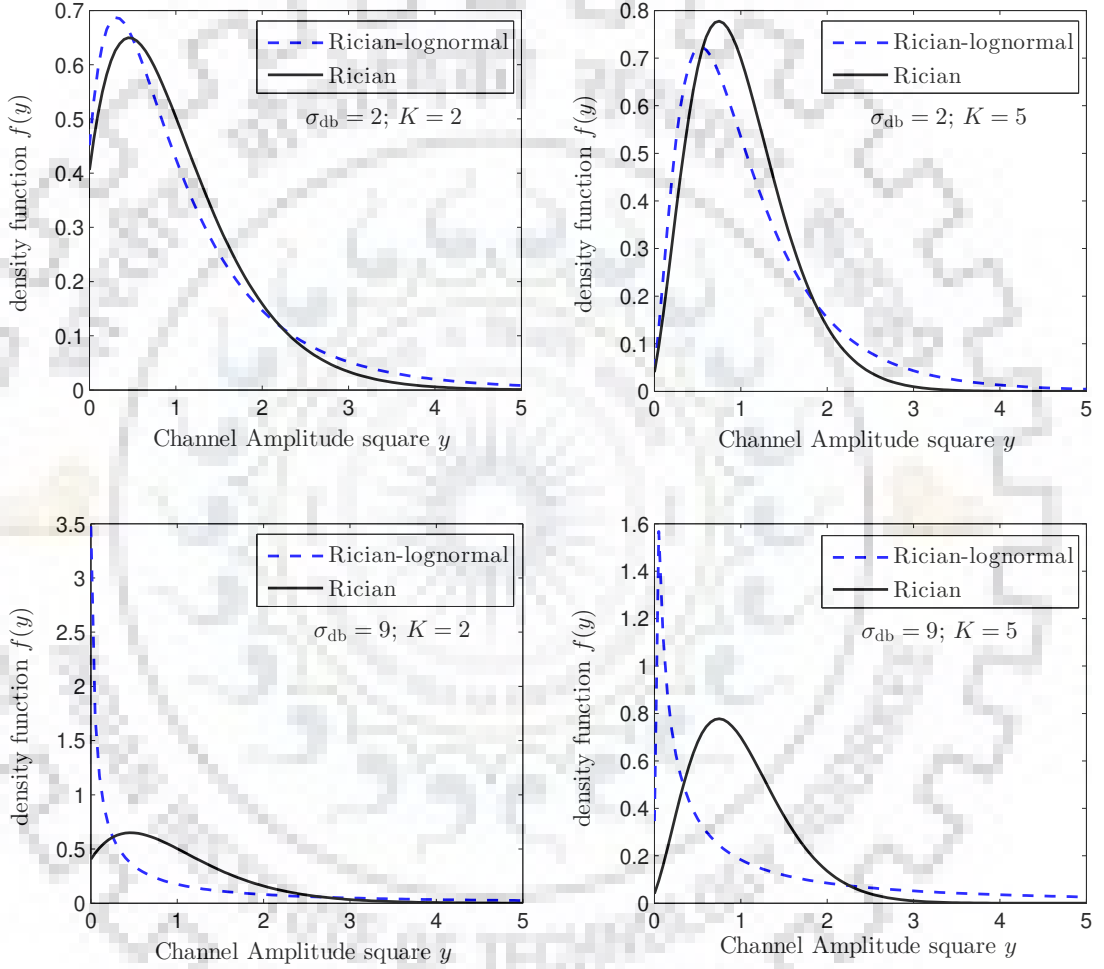 0.7
0.6
0.5
0.4
0.3
0.2
0.1
0
0 1 2 3 4 5
density function f(y)
Channel Amplitude square y
Rician-lognormal
Rician
σdb = 2; K = 2
0.8
0.7
0.6
0.5
0.4
0.3
0.2
0.1
0
0 1 2 3 4 5
density function f(y)
Channel Amplitude square y
Rician-lognormal
Rician
σdb = 2; K = 5
3.5
3
2.5
2
1.5
1
0.5
0
0 1 2 3 4 5
density function f(y)
Channel Amplitude square y
Rician-lognormal
Rician
σdb = 9; K = 2
1.6
1.4
1.2
1
0.8
0.6
0.4
0.2
0
0 1 2 3 4 5
density function f(y)
Channel Amplitude square y
Rician-lognormal
Rician
σdb = 9; K = 5